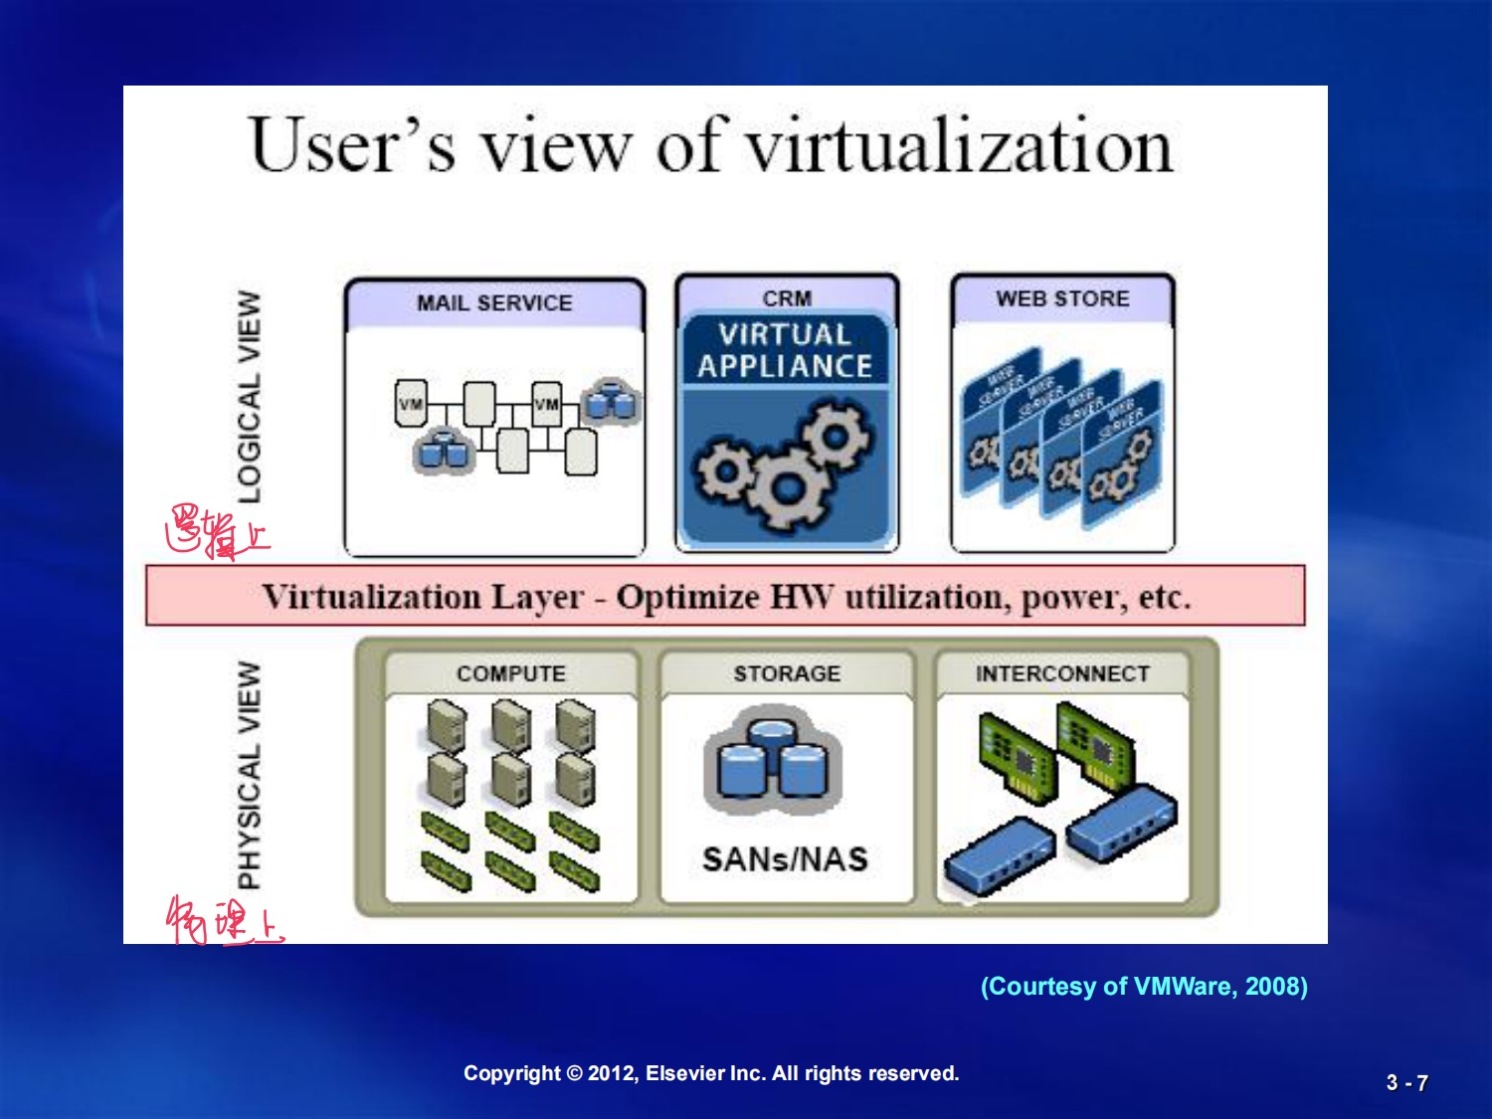 User's view of virtualization
LOGICAL VIEW
MAIL SERVICE
VM
VM
CRM
VIRTUAL
APPLIANCE
WEB STORE
WEB
SERVER
WEB
SERVER
WEB
SERVER
WEB
SERVER
逻辑上
Virtualization Layer - Optimize HW utilization, power, etc.
PHYSICAL VIEW
COMPUTE
STORAGE
SANs/NAS
INTERCONNECT
物理上
(Courtesy of VMWare, 2008)
Copyright © 2012, Elsevier Inc. All rights reserved.
3 - 7